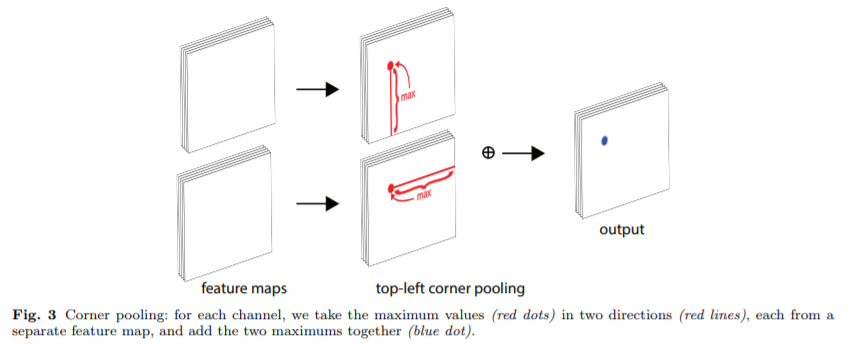 max
max
⊕
output
feature maps
top-left corner pooling
Fig. 3 Corner pooling: for each channel, we take the maximum values (red dots) in two directions (red lines), each from a
separate feature map, and add the two maximums together (blue dot).